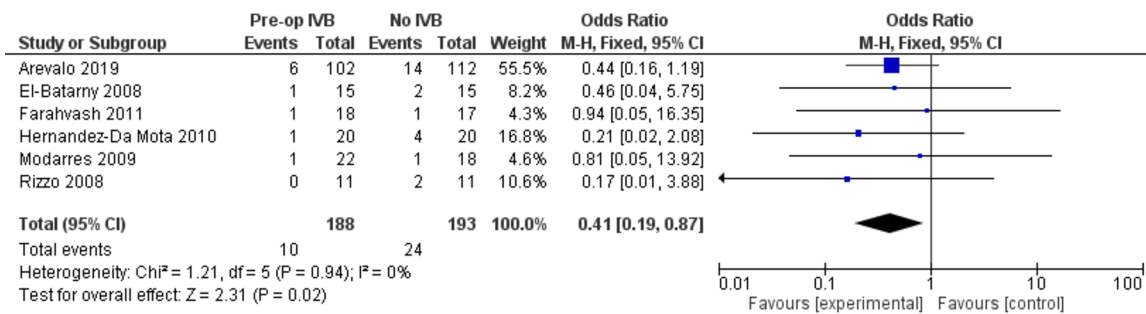 Pre-op IVB No IVB Odds Ratio Odds Ratio
Study or Subgroup Events Total Events Total Weight M-H, Fixed, 95% CI M-H, Fixed, 95% CI
Arevalo 2019 6 102 14 112 55.5% 0.44 [0.16, 1.19]
El-Batarny 2008 1 15 2 15 8.2% 0.46 [0.04, 5.75]
Farahvash 2011 1 18 1 17 4.3% 0.94 [0.05, 16.35]
Hernandez-Da Mota 2010 1 20 4 20 16.8% 0.21 [0.02, 2.08]
Modarres 2009 1 22 1 18 4.6% 0.81 [0.05, 13.92]
Rizzo 2008 0 11 2 11 10.6% 0.17 [0.01, 3.88]
Total (95% CI) 188 193 100.0% 0.41 [0.19, 0.87]
Total events 10 24
Heterogeneity: Chi² = 1.21, df = 5 (P = 0.94); I² = 0%
Test for overall effect: Z = 2.31 (P = 0.02)
0.01 0.1 1 10 100
Favours [experimental] Favours [control]